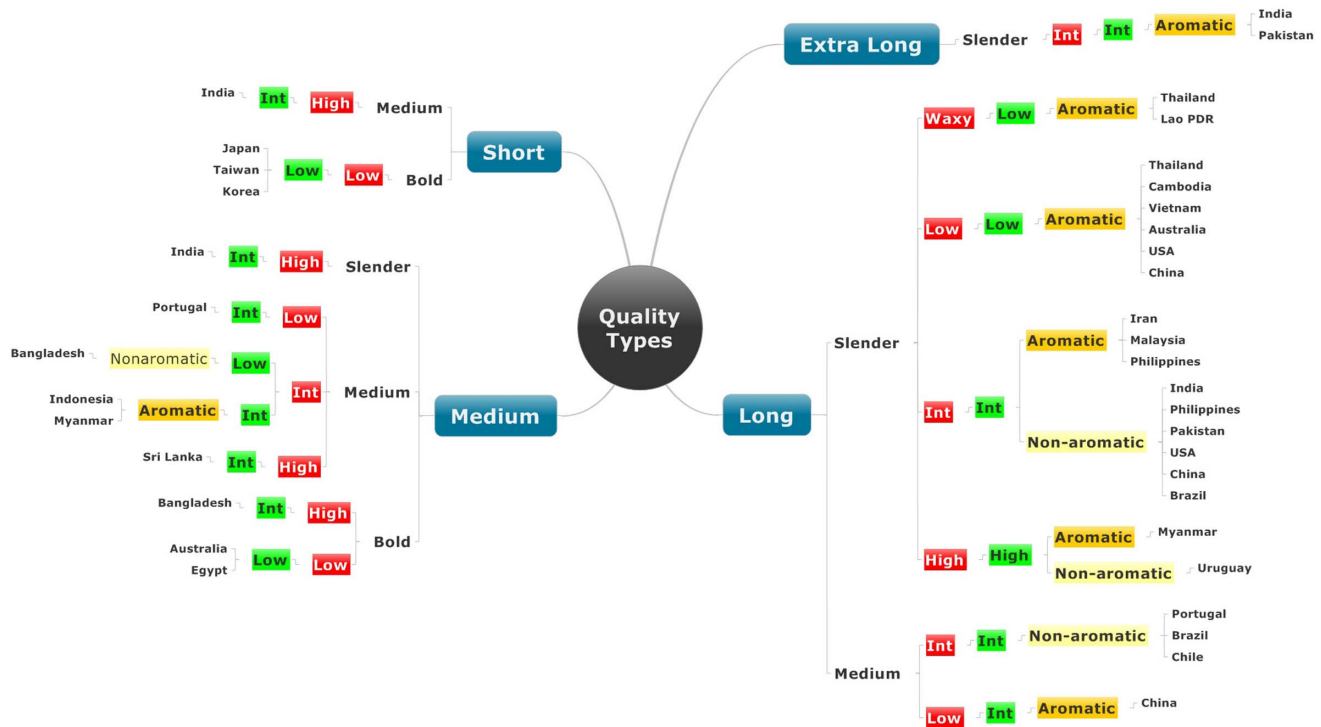 Quality
Types
Extra Long
Slender
Int
Int
Aromatic
India
Pakistan
Short
Medium
High
Int
India
Bold
Low
Low
Japan
Taiwan
Korea
Medium
Slender
High
Int
India
Medium
Low
Int
Portugal
Int
Low
Nonaromatic
Bangladesh
Int
Aromatic
Indonesia
Myanmar
High
Int
Sri Lanka
Bold
High
Int
Bangladesh
Low
Low
Australia
Egypt
Long
Slender
Waxy
Low
Aromatic
Thailand
Lao PDR
Low
Low
Aromatic
Thailand
Cambodia
Vietnam
Australia
USA
China
Int
Int
Aromatic
Iran
Malaysia
Philippines
Non-aromatic
India
Philippines
Pakistan
USA
China
Brazil
High
High
Aromatic
Myanmar
Non-aromatic
Uruguay
Medium
Int
Int
Non-aromatic
Portugal
Brazil
Chile
Low
Int
Aromatic
China